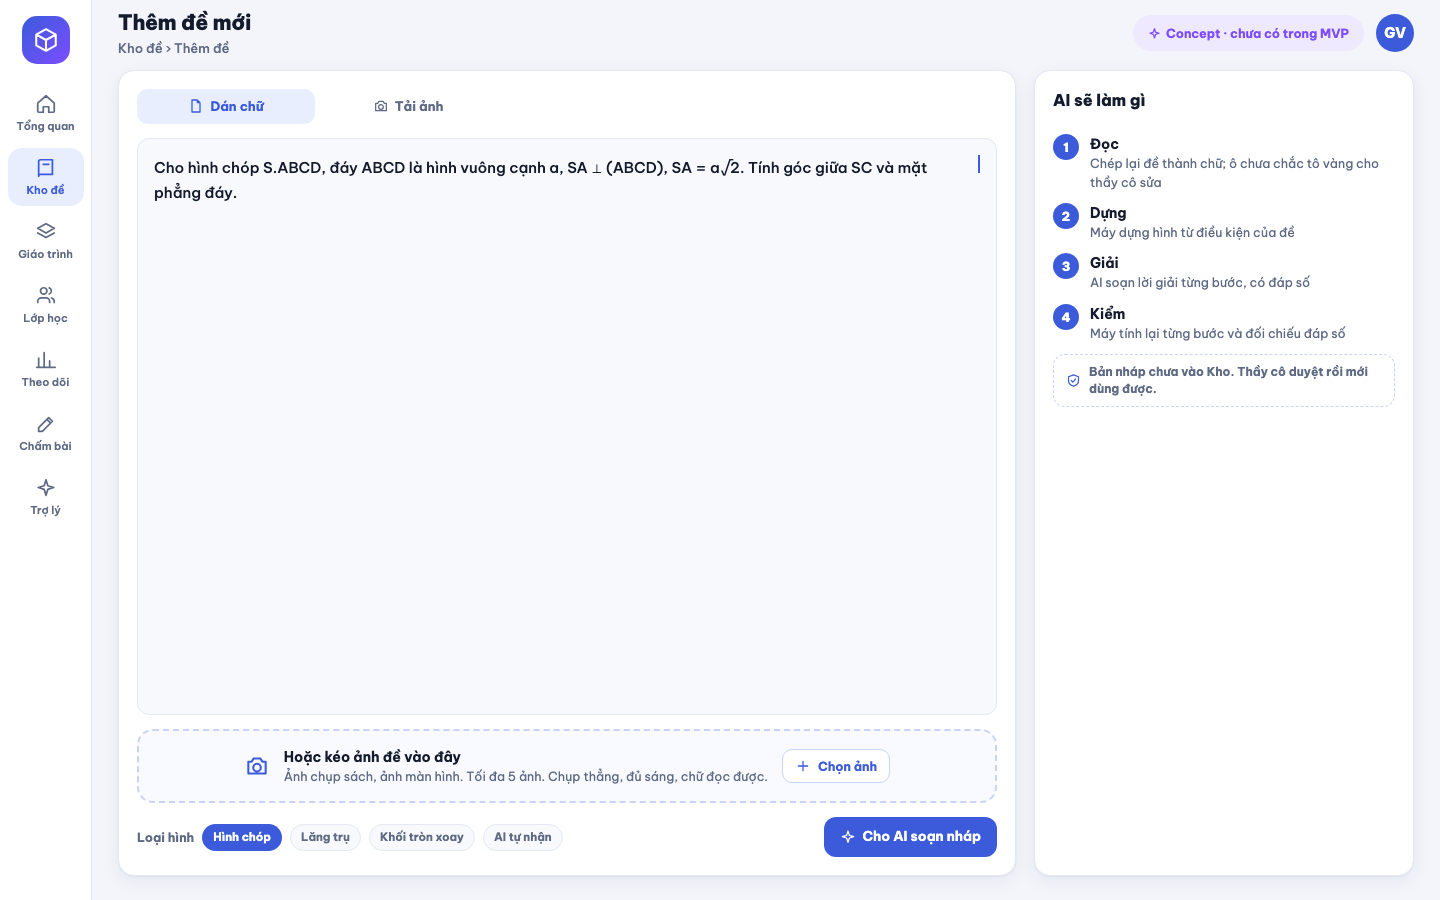 Thêm đề mới
Kho đề › Thêm đề
Concept · chưa có trong MVP
GV
Tổng quan
Kho đề
Giáo trình
Lớp học
Theo dõi
Chấm bài
Trợ lý
Dán chữ
Tải ảnh
Cho hình chóp S.ABCD, đáy ABCD là hình vuông cạnh a, SA ⊥ (ABCD), SA = a√2. Tính góc giữa SC và mặt
phẳng đáy.
Hoặc kéo ảnh đề vào đây
Ảnh chụp sách, ảnh màn hình. Tối đa 5 ảnh. Chụp thẳng, đủ sáng, chữ đọc được.
Chọn ảnh
Loại hình
Hình chóp
Lăng trụ
Khối tròn xoay
AI tự nhận
Cho AI soạn nháp
AI sẽ làm gì
1
Đọc
Chép lại đề thành chữ; ô chưa chắc tô vàng cho
thầy cô sửa
2
Dựng
Máy dựng hình từ điều kiện của đề
3
Giải
AI soạn lời giải từng bước, có đáp số
4
Kiểm
Máy tính lại từng bước và đối chiếu đáp số
Bản nháp chưa vào Kho. Thầy cô duyệt rồi mới
dùng được.